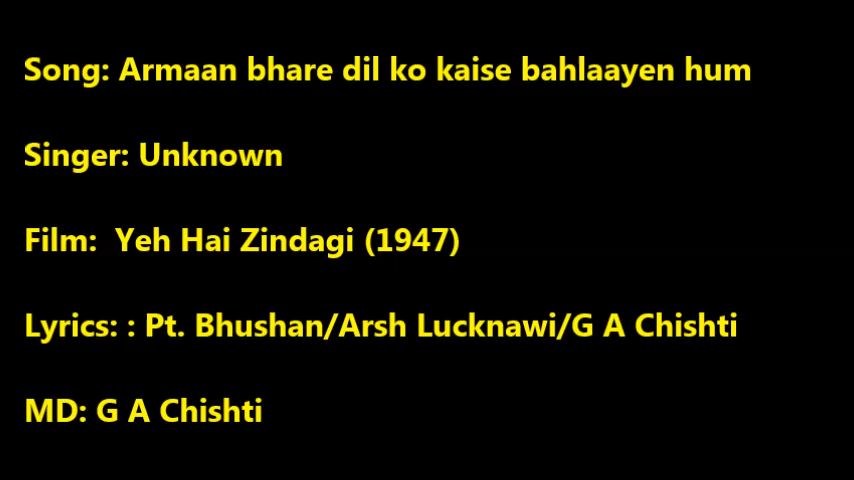 Song: Armaan bhare dil ko kaise bahlaayen hum
Singer: Unknown
Film:  Yeh Hai Zindagi (1947)
Lyrics: : Pt. Bhushan/Arsh Lucknawi/G A Chishti
MD: G A Chishti